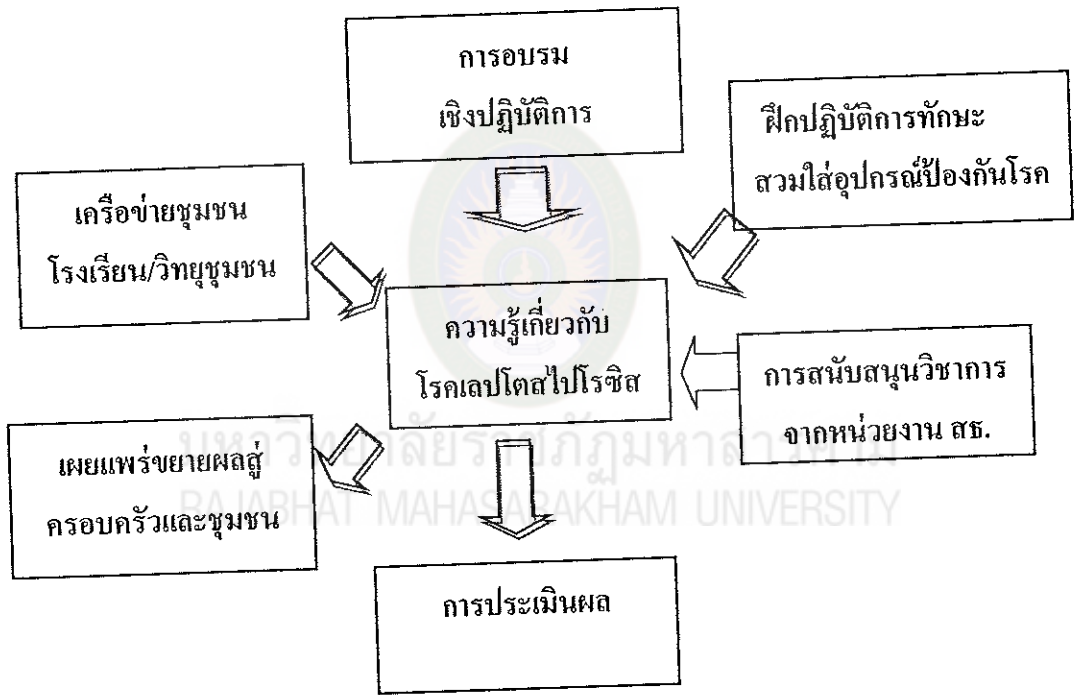 การอบรม
เชิงปฏิบัติการ
ฝึกปฏิบัติการทักษะ
สวมใส่อุปกรณ์ป้องกันโรค
เครือข่ายชุมชน
โรงเรียน/วิทยุชุมชน
ความรู้เกี่ยวกับ
โรคเลปโตสไปโรซิส
การสนับสนุนวิชาการ
จากหน่วยงาน สธ.
เผยแพร่ขยายผลสู่
ครอบครัวและชุมชน
มหาวิทยาลัยราชภัฏมหาสารคาม
RAJABHAT MAHASARAKHAM UNIVERSITY
การประเมินผล